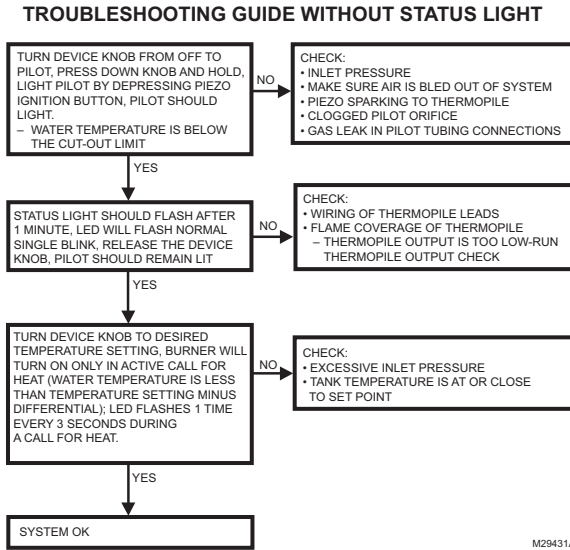 TROUBLESHOOTING GUIDE WITHOUT STATUS LIGHT
TURN DEVICE KNOB FROM OFF TO
PILOT, PRESS DOWN KNOB AND HOLD,
LIGHT PILOT BY DEPRESSING PIEZO
IGNITION BUTTON, PILOT SHOULD
LIGHT.
– WATER TEMPERATURE IS BELOW
THE CUT-OUT LIMIT
NO
CHECK:
• INLET PRESSURE
• MAKE SURE AIR IS BLED OUT OF SYSTEM
• PIEZO SPARKING TO THERMOPILE
• CLOGGED PILOT ORIFICE
• GAS LEAK IN PILOT TUBING CONNECTIONS
YES
STATUS LIGHT SHOULD FLASH AFTER
1 MINUTE, LED WILL FLASH NORMAL
SINGLE BLINK, RELEASE THE DEVICE
KNOB, PILOT SHOULD REMAIN LIT
NO
CHECK:
• WIRING OF THERMOPILE LEADS
• FLAME COVERAGE OF THERMOPILE
– THERMOPILE OUTPUT IS TOO LOW-RUN
THERMOPILE OUTPUT CHECK
YES
TURN DEVICE KNOB TO DESIRED
TEMPERATURE SETTING, BURNER WILL
TURN ON ONLY IN ACTIVE CALL FOR
HEAT (WATER TEMPERATURE IS LESS
THAN TEMPERATURE SETTING MINUS
DIFFERENTIAL); LED FLASHES 1 TIME
EVERY 3 SECONDS DURING
A CALL FOR HEAT.
NO
CHECK:
• EXCESSIVE INLET PRESSURE
• TANK TEMPERATURE IS AT OR CLOSE
TO SET POINT
YES
SYSTEM OK
M29431A